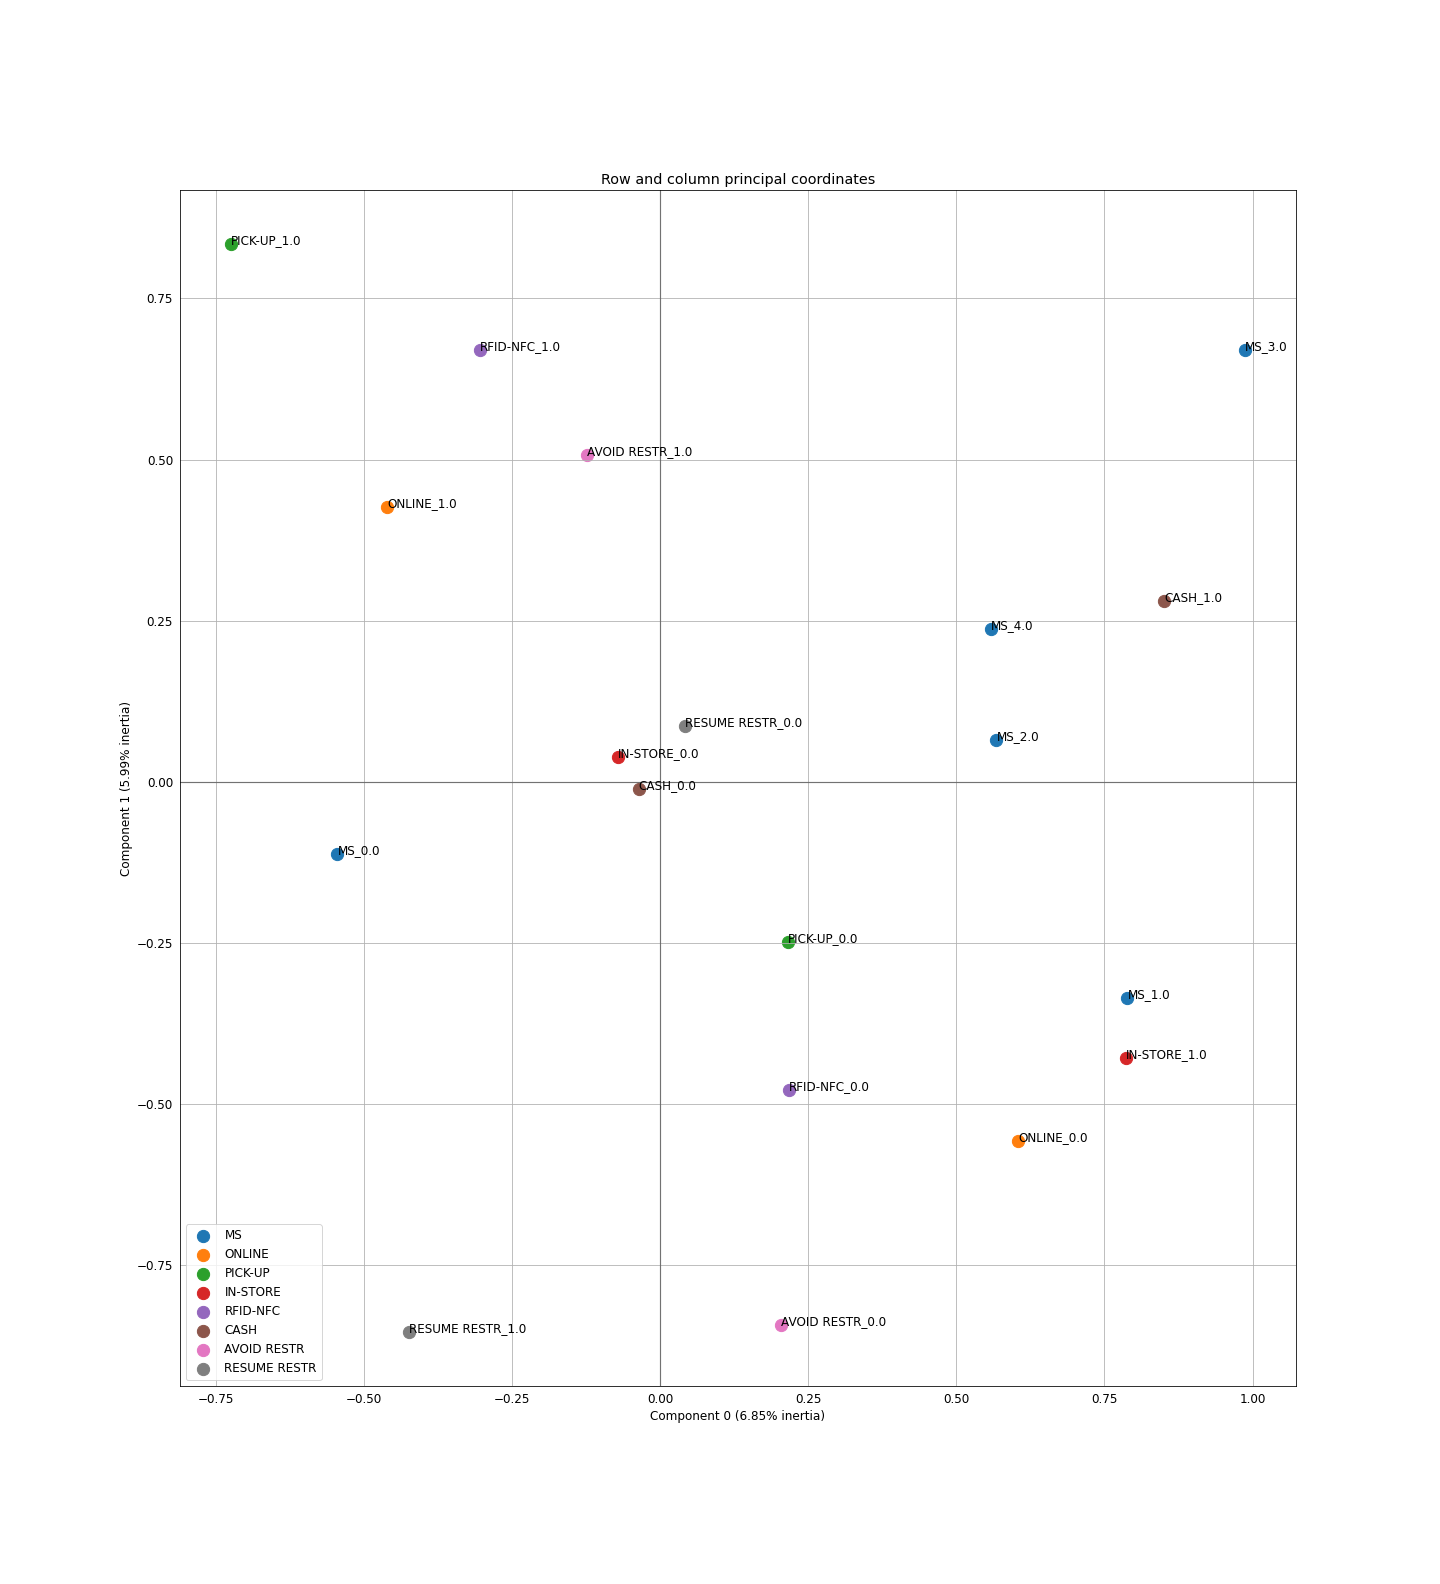 Row and column principal coordinates
PICK-UP_1.0
0.75
RFID-NFC_1.0
MS_3.0
AVOID RESTR_1.0
0.50
ONLINE_1.0
CASH_1.0
MS_4.0
0.25
RESUME RESTR_0.0
MS_2.0
IN-STORE_0.0
CASH_0.0
0.00
Component 1 (5.99% inertia)
MS_0.0
PICK-UP_0.0
−0.25
MS_1.0
IN-STORE_1.0
RFID-NFC_0.0
−0.50
ONLINE_0.0
−0.75
MS
ONLINE
PICK-UP
IN-STORE
RFID-NFC
CASH
AVOID RESTR
RESUME RESTR
RESUME RESTR_1.0
AVOID RESTR_0.0
−0.75 −0.50 −0.25 0.00 0.25 0.50 0.75 1.00
Component 0 (6.85% inertia)